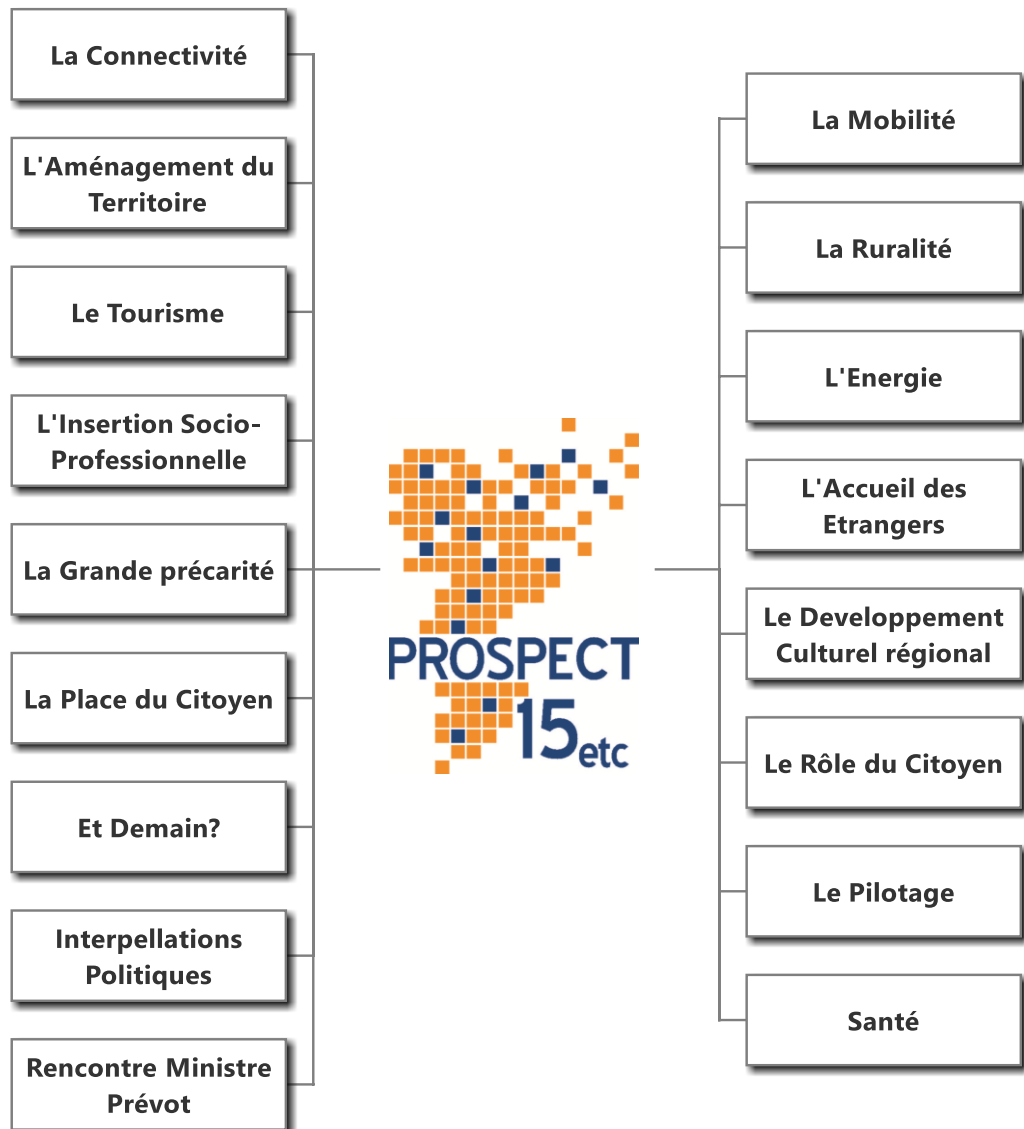 La Connectivité
L'Aménagement du
Territoire
Le Tourisme
L'Insertion Socio-
Professionnelle
La Grande précarité
La Place du Citoyen
Et Demain?
Interpellations
Politiques
Rencontre Ministre
Prévot
PROSPECT
15etc
La Mobilité
La Ruralité
L'Energie
L'Accueil des
Etrangers
Le Developpement
Culturel régional
Le Rôle du Citoyen
Le Pilotage
Santé